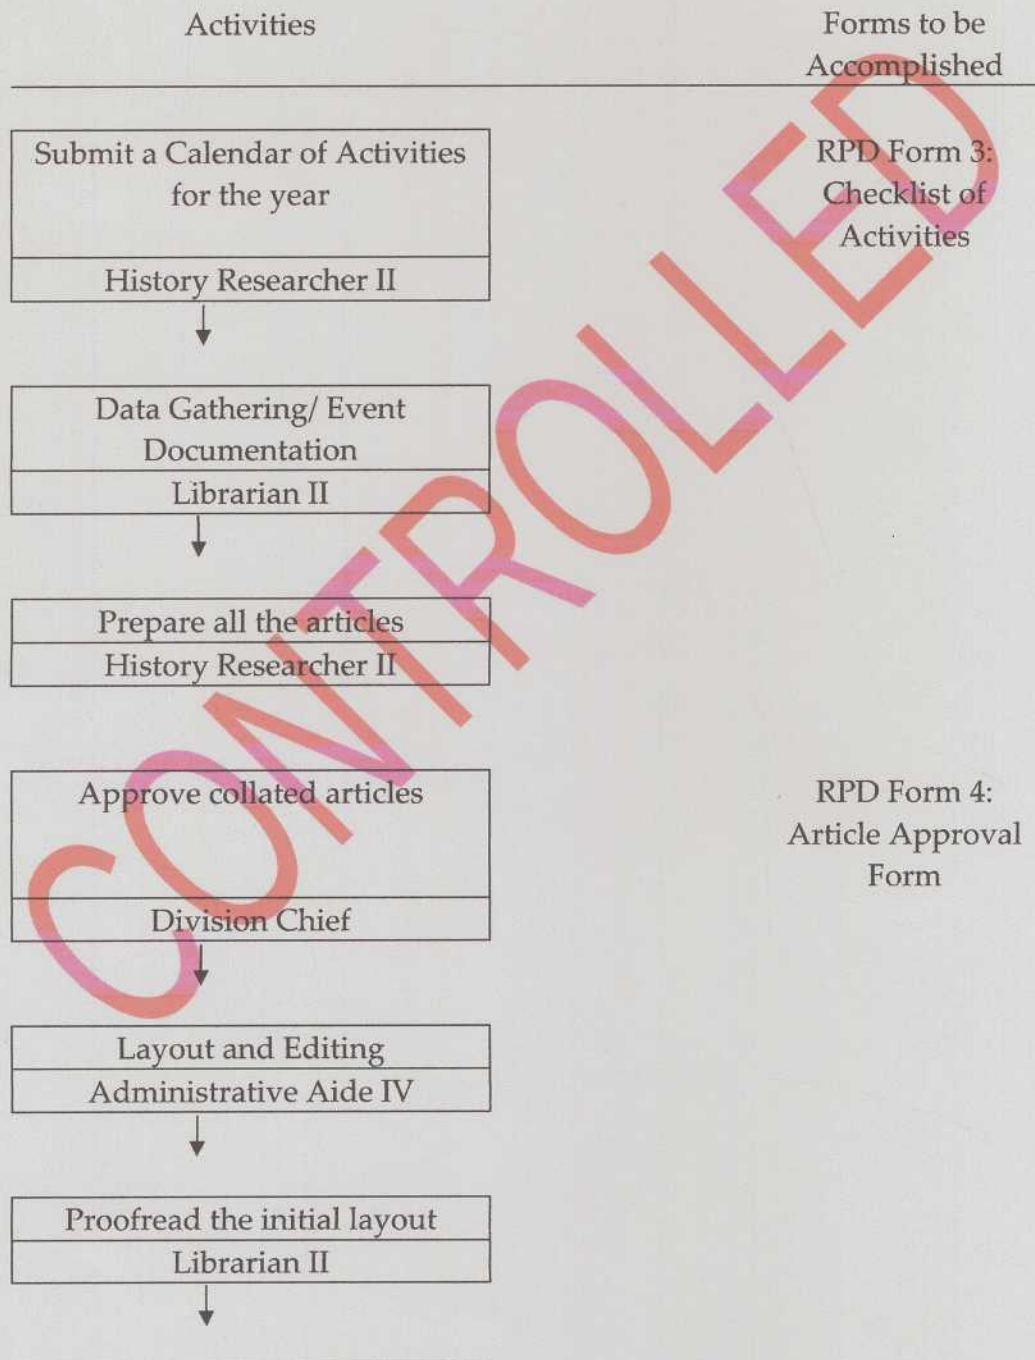 Activities
Forms to be
Accomplished
Submit a Calendar of Activities
for the year
History Researcher II
RPD Form 3:
Checklist of
Activities
Data Gathering/ Event
Documentation
Librarian II
Prepare all the articles
History Researcher II
Approve collated articles
Division Chief
RPD Form 4:
Article Approval
Form
Layout and Editing
Administrative Aide IV
Proofread the initial layout
Librarian II
CONTROLLED